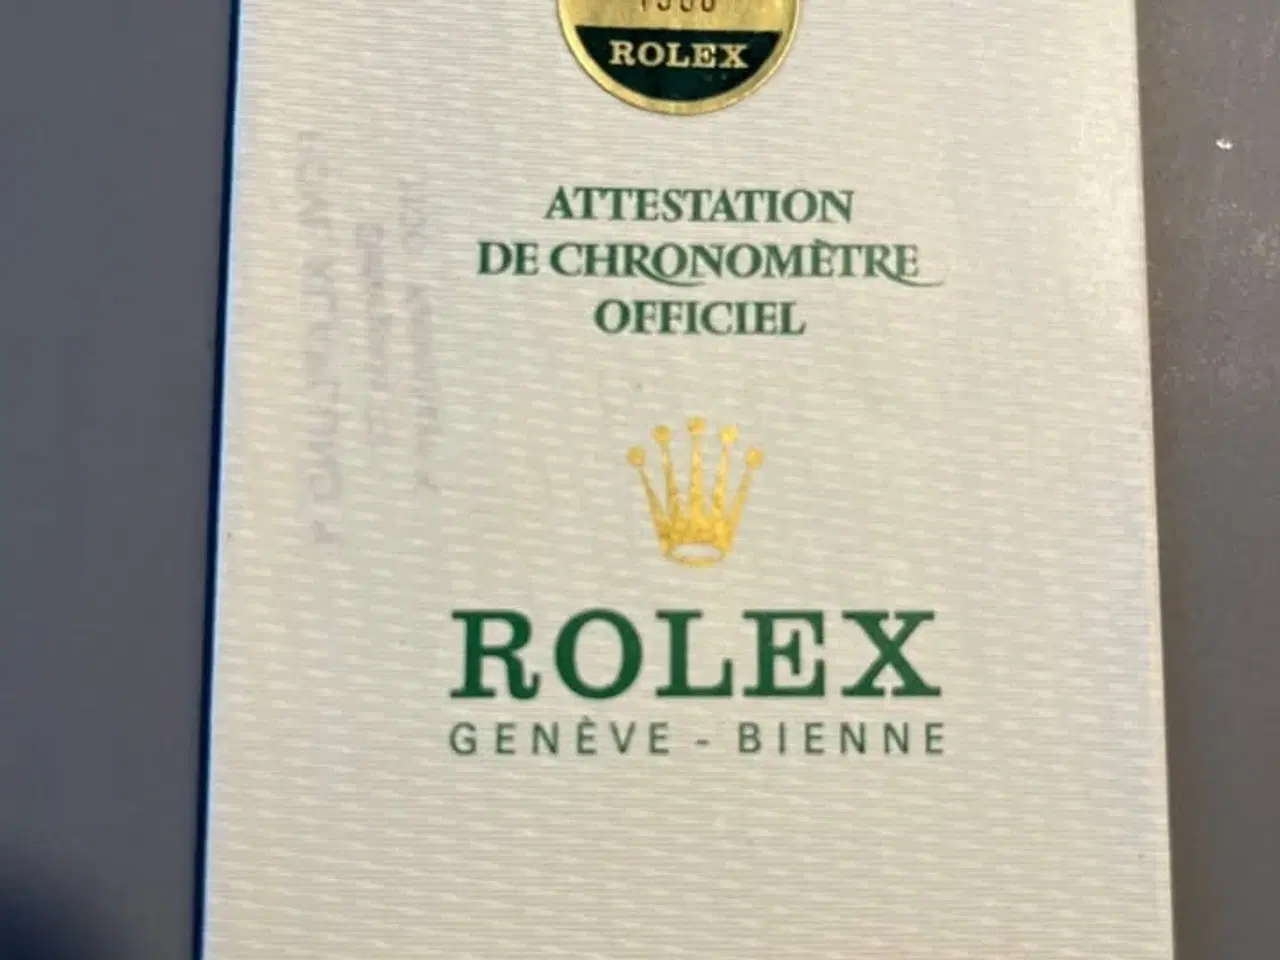 ROLEX
ATTESTATION
DE CHRONOMÈTRE
OFFICIEL
ROLEX
GENÈVE - BIENNE